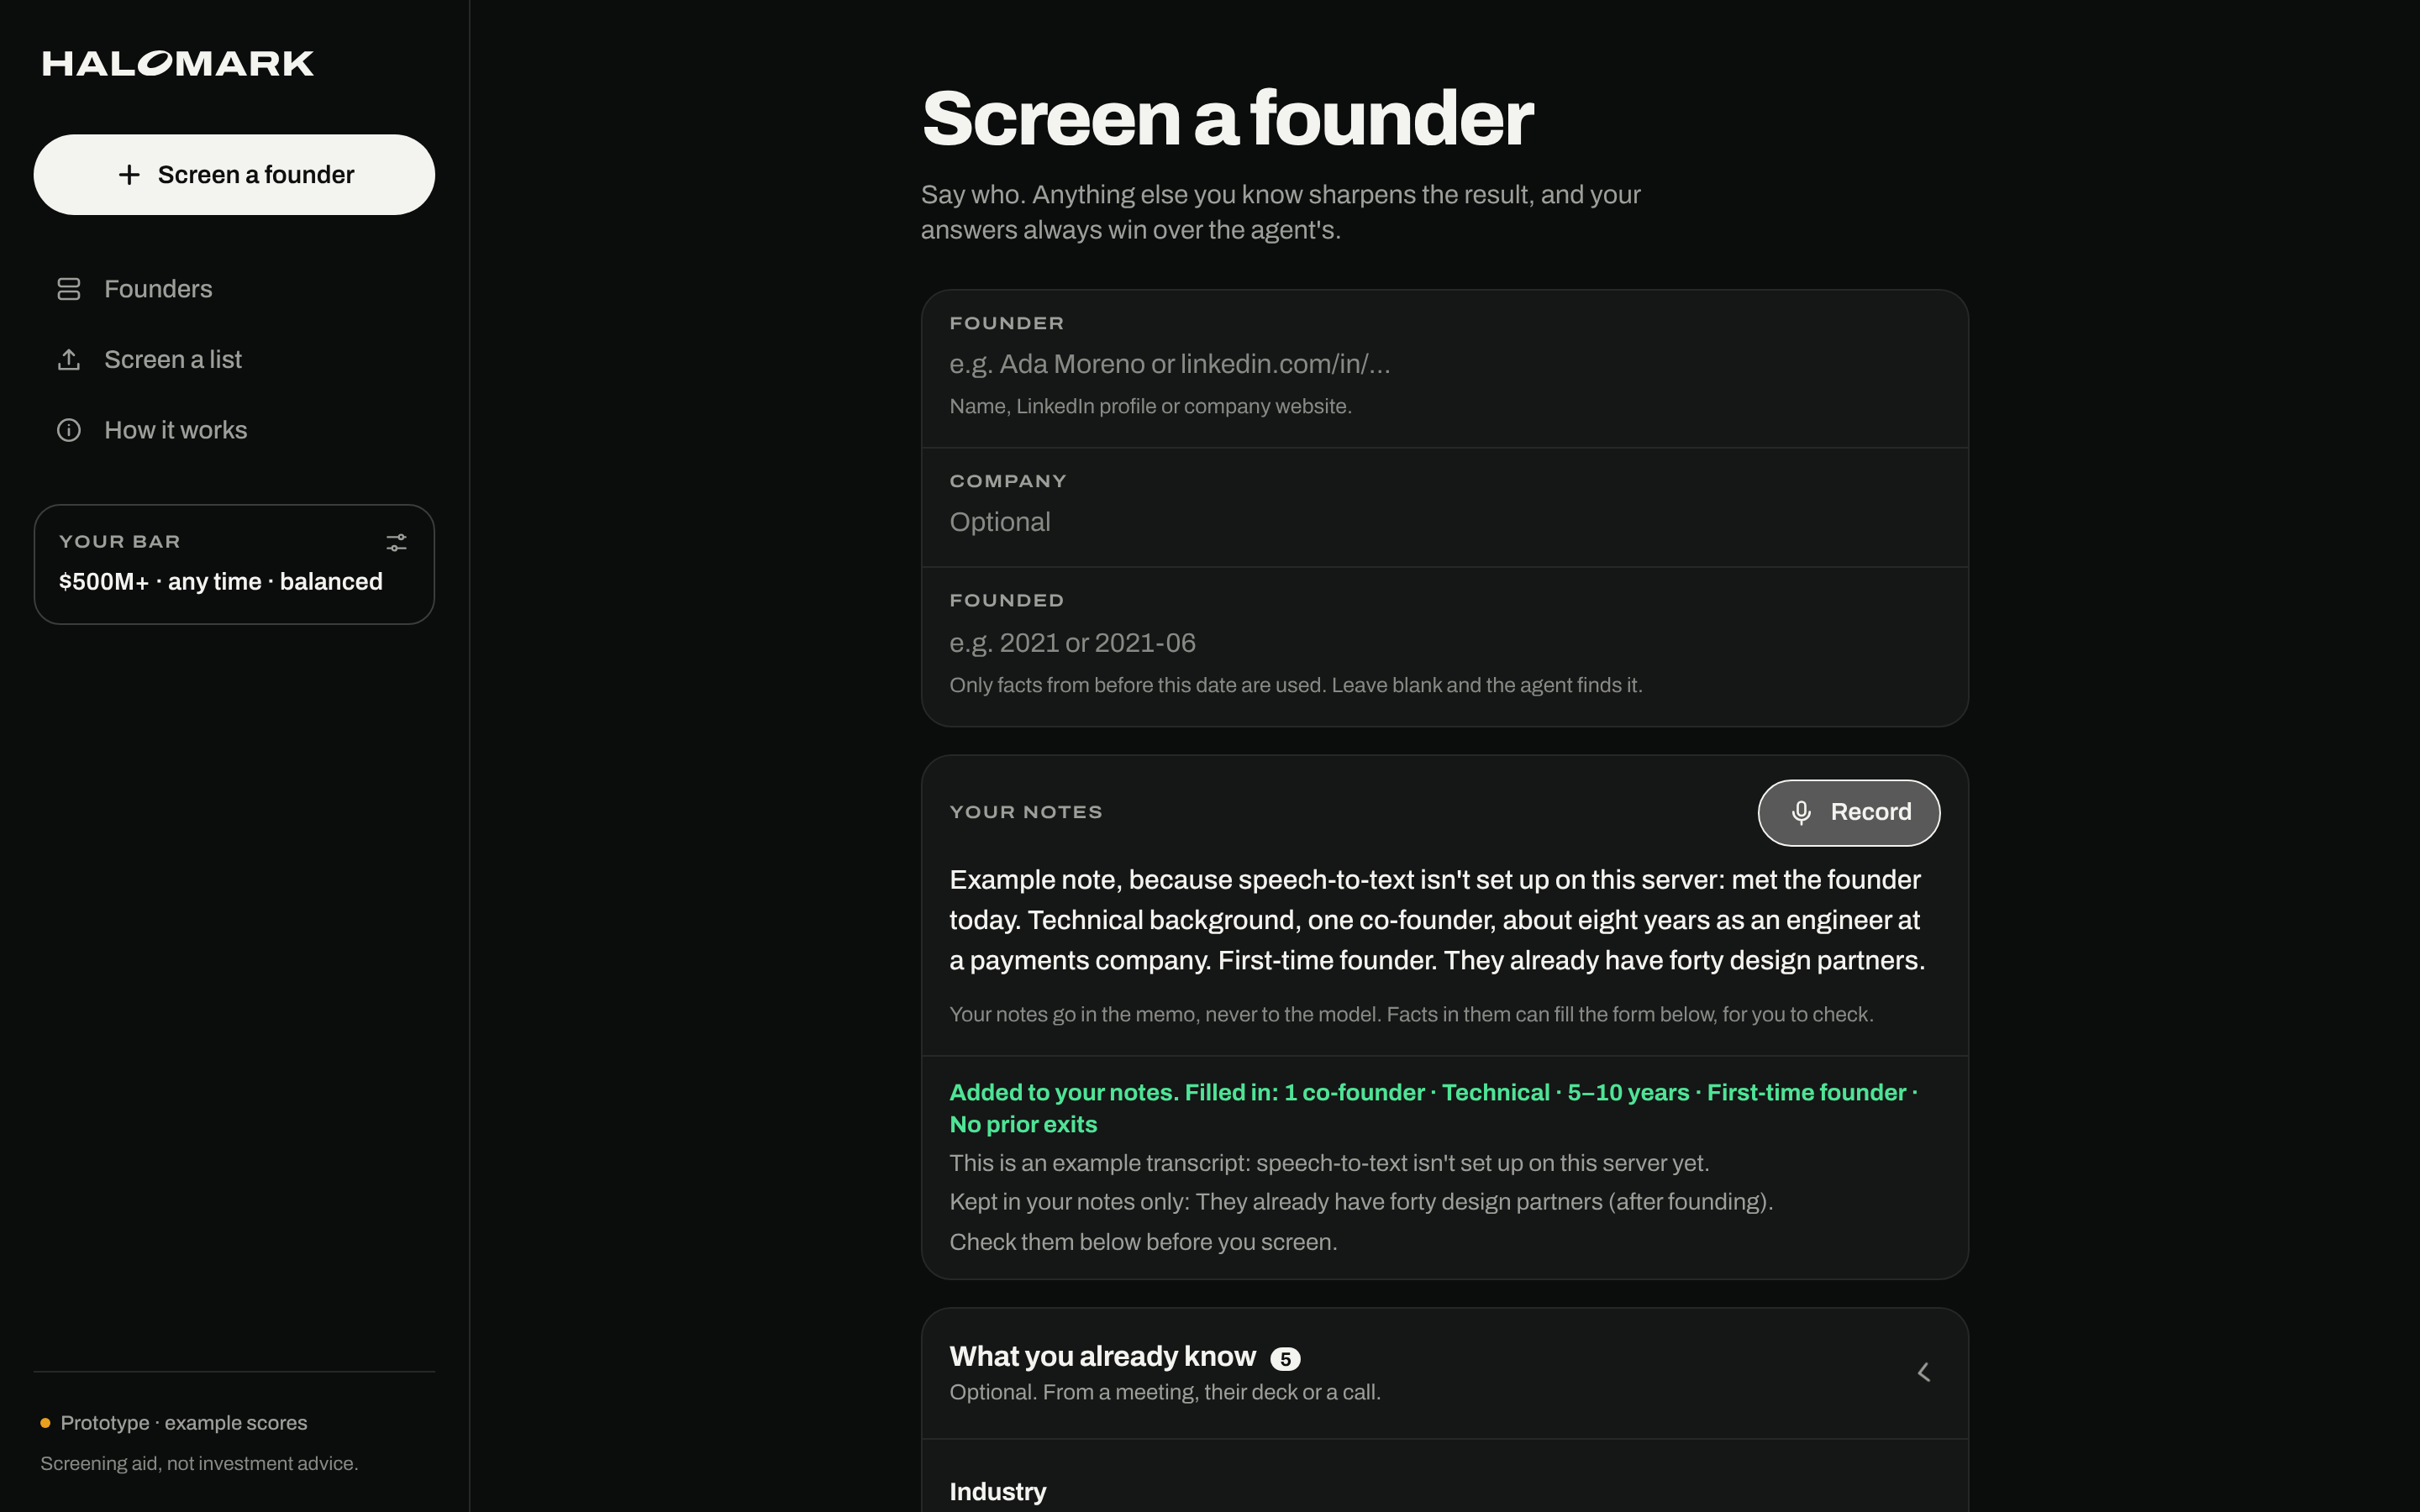 HALOMARK
Screen a founder
Founders
Screen a list
How it works
YOUR BAR
$500M+ · any time · balanced
Prototype · example scores
Screening aid, not investment advice.
Screen a founder
Say who. Anything else you know sharpens the result, and your
answers always win over the agent's.
FOUNDER
e.g. Ada Moreno or linkedin.com/in/...
Name, LinkedIn profile or company website.
COMPANY
Optional
FOUNDED
e.g. 2021 or 2021-06
Only facts from before this date are used. Leave blank and the agent finds it.
YOUR NOTES
Record
Example note, because speech-to-text isn't set up on this server: met the founder
today. Technical background, one co-founder, about eight years as an engineer at
a payments company. First-time founder. They already have forty design partners.
Your notes go in the memo, never to the model. Facts in them can fill the form below, for you to check.
Added to your notes. Filled in: 1 co-founder · Technical · 5–10 years · First-time founder ·
No prior exits
This is an example transcript: speech-to-text isn't set up on this server yet.
Kept in your notes only: They already have forty design partners (after founding).
Check them below before you screen.
What you already know 5
Optional. From a meeting, their deck or a call.
Industry